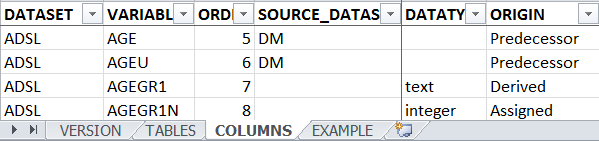 DATASET VARIABL ORDI SOURCE_DATAS DATATY ORIGIN
ADSL AGE 5 DM Predecessor
ADSL AGEU 6 DM Predecessor
ADSL AGEGR1 7 text Derived
ADSL AGEGR1N 8 integer Assigned
VERSION TABLES COLUMNS EXAMPLE